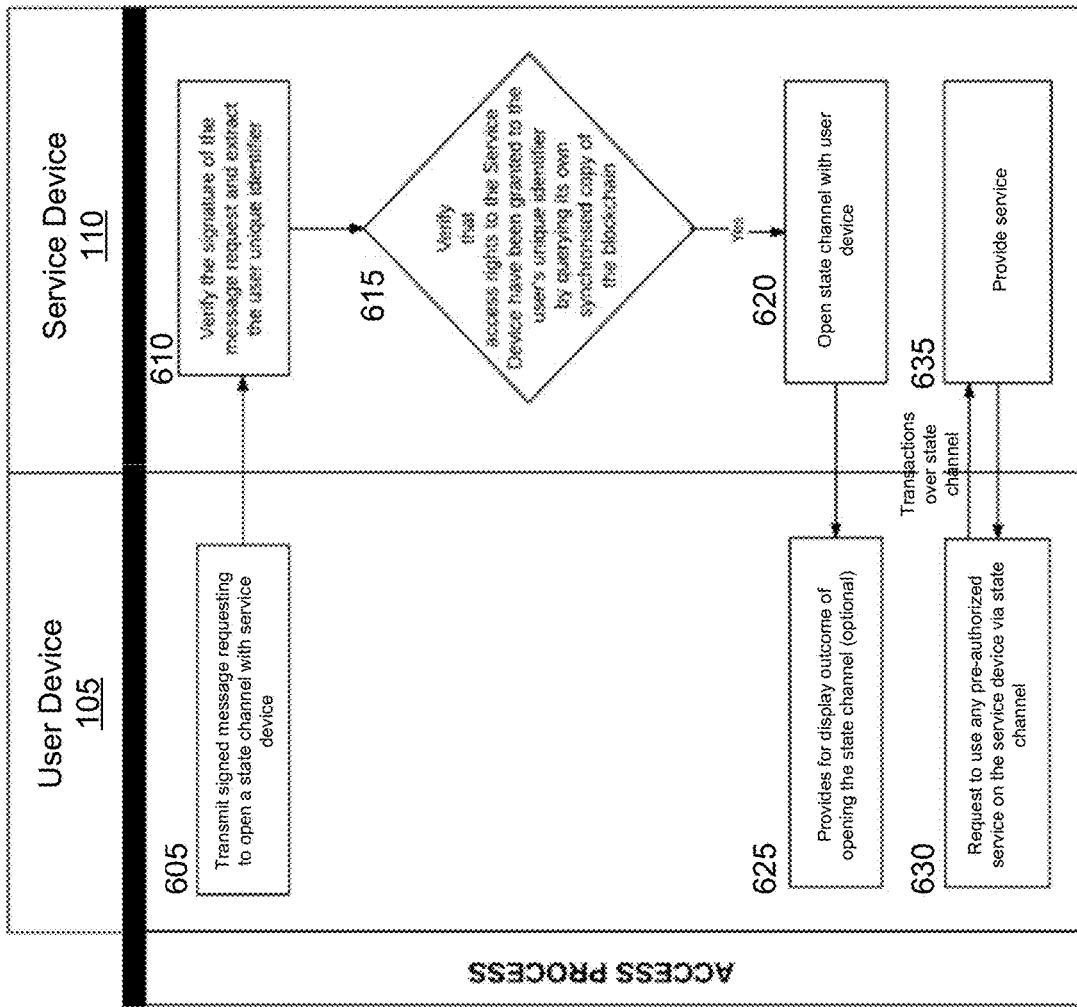 User Device
105
Service Device
110
605
Transmit signed message requesting
to open a state channel with service
device
610
Verify the signature of the
message request and extract
the user unique identifier
615
Verify
that
access rights to the Service
Device have been granted to the
user's unique identifier
by querying its own
synchronised copy of
the blockchain
Yes
620
Open state channel with user
device
625
Provides for display outcome of
opening the state channel (optional)
630
Request to use any pre-authorized
service on the service device via state
channel
Transactions
over state
channel
635
Provide service
ACCESS PROCESS